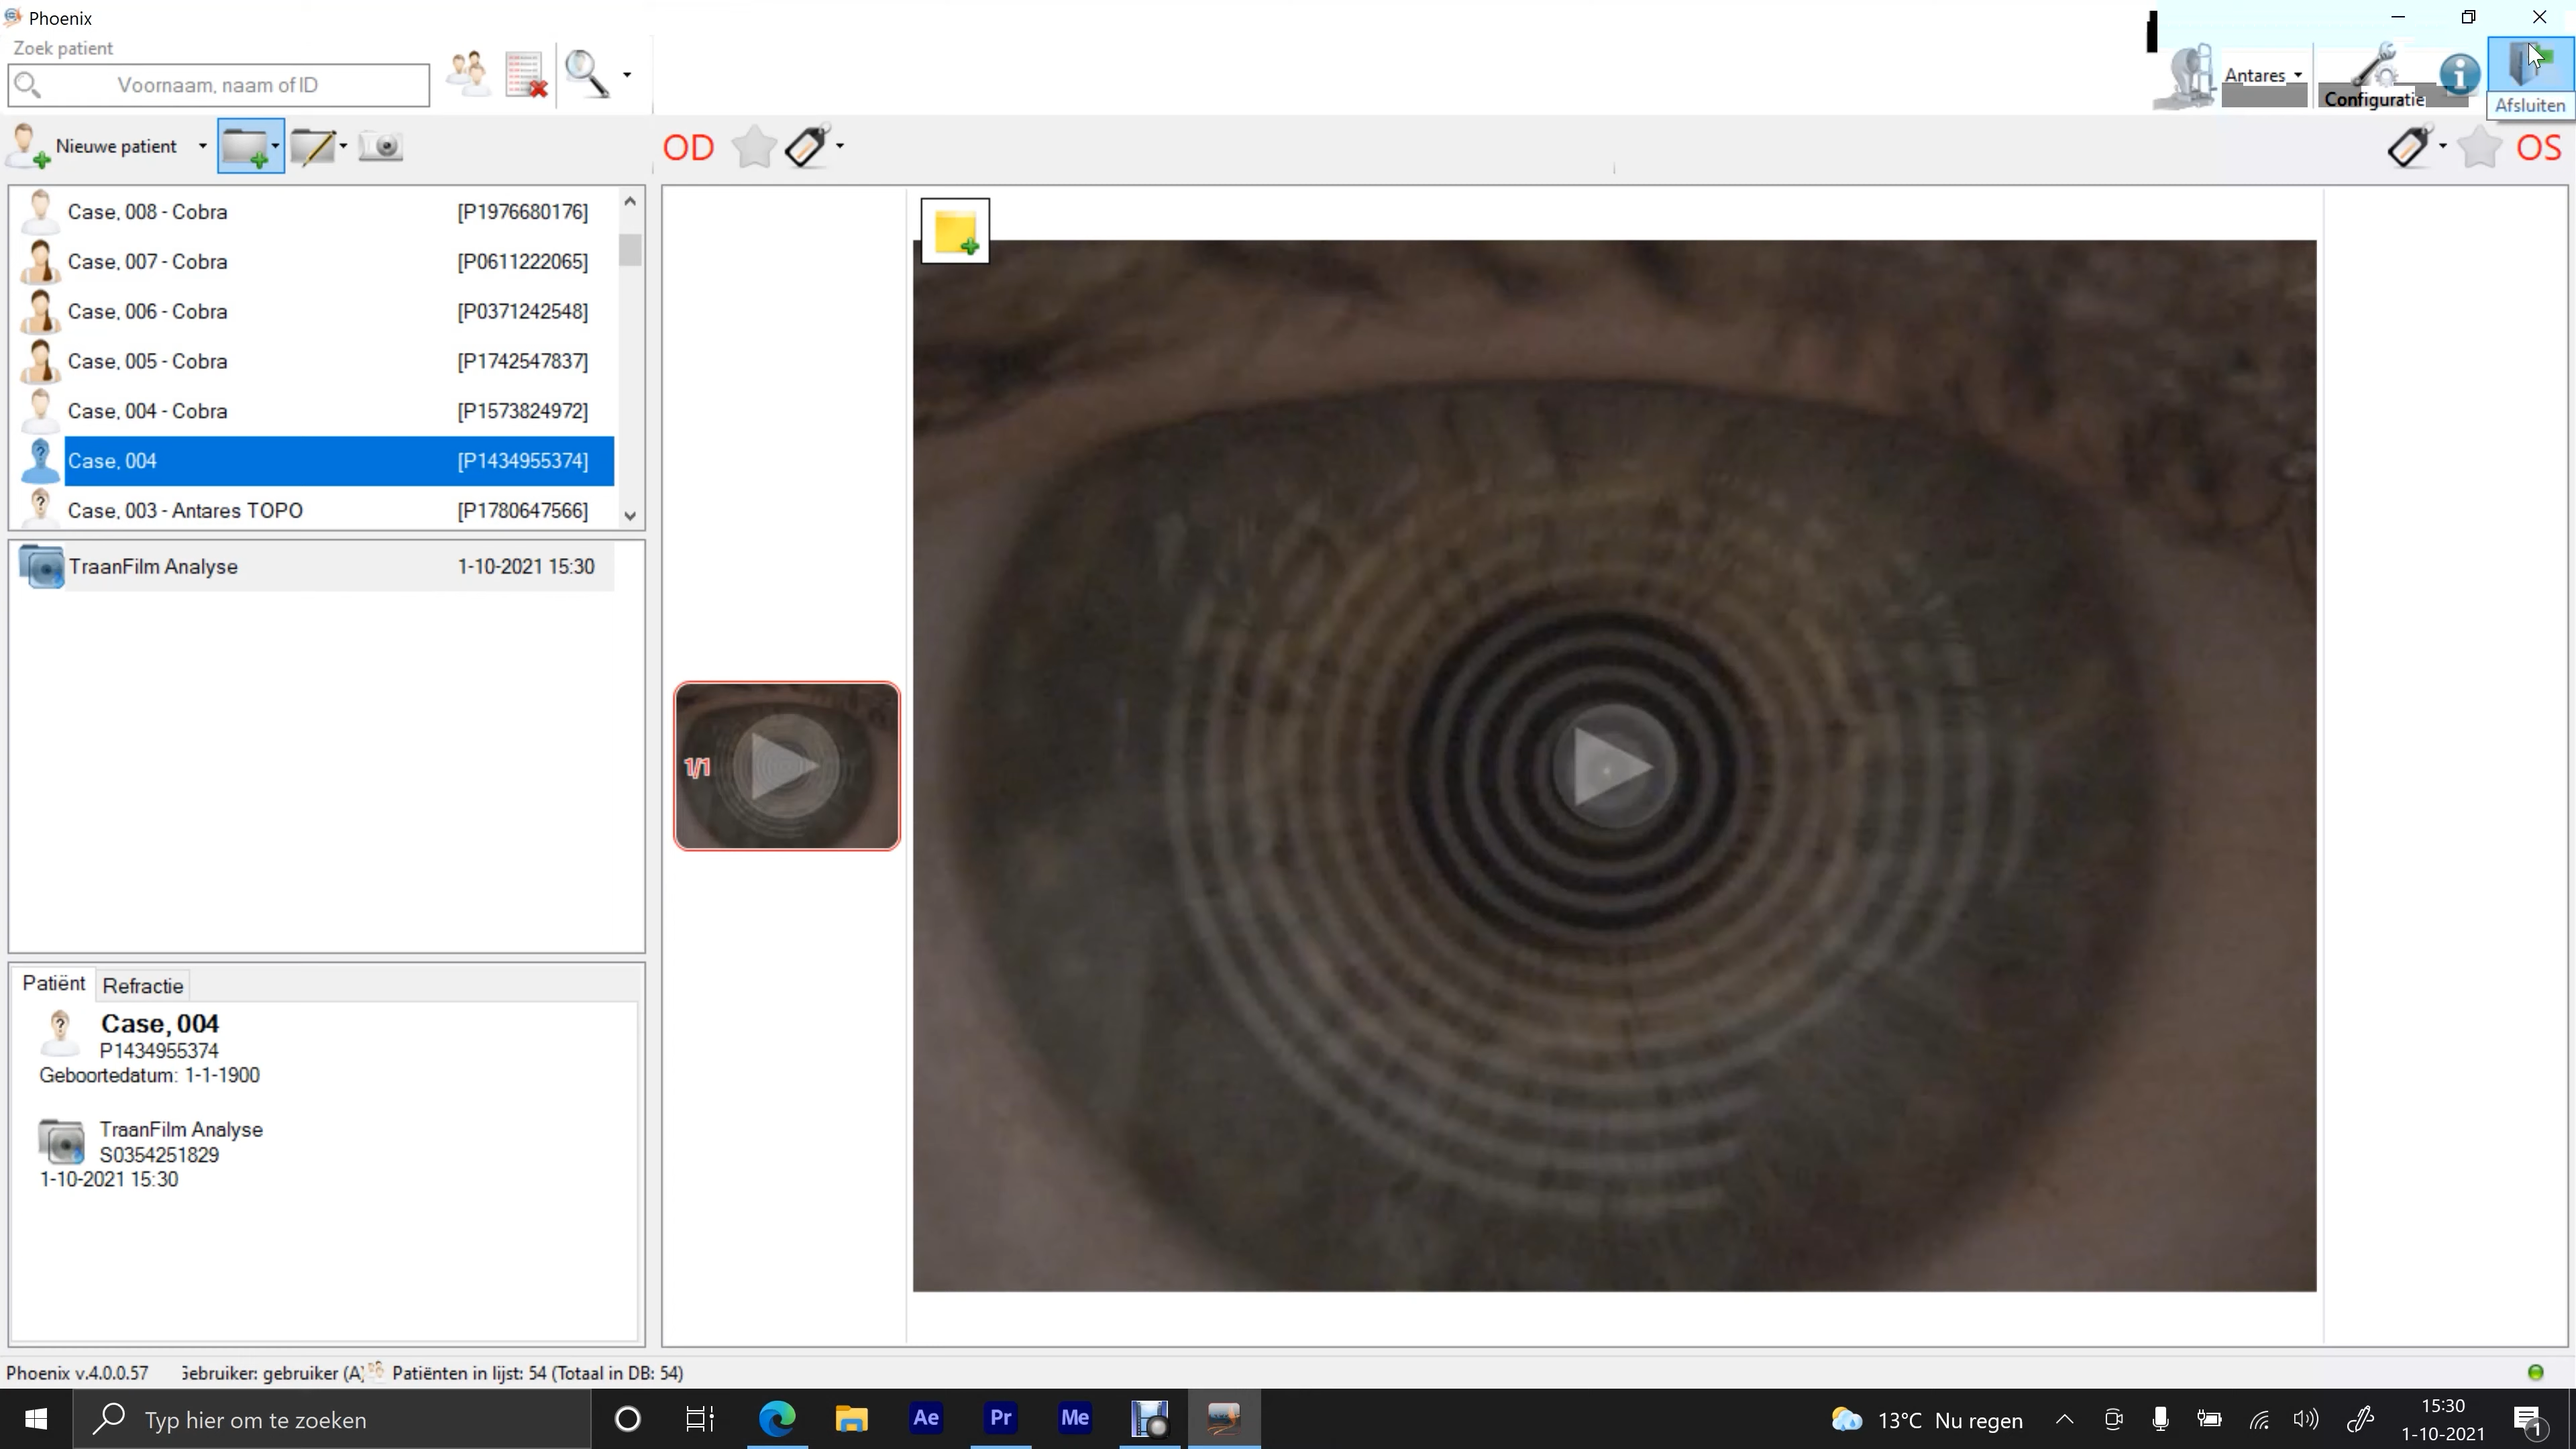 Phoenix
Zoek patient
Voornaam, naam of ID
Antares
Configuratie
Afsluiten
Nieuwe patient
OD
OS
Case, 008 - Cobra [P1976680176]
Case, 007 - Cobra [P0611222065]
Case, 006 - Cobra [P0371242548]
Case, 005 - Cobra [P1742547837]
Case, 004 - Cobra [P1573824972]
Case, 004 [P1434955374]
Case, 003 - Antares TOPO [P1780647566]
TraanFilm Analyse 1-10-2021 15:30
1/1
Patiënt Refractie
Case, 004
P1434955374
Geboortedatum: 1-1-1900
TraanFilm Analyse
S0354251829
1-10-2021 15:30
Phoenix v.4.0.0.57 Gebruiker: gebruiker (A) Patiënten in lijst: 54 (Totaal in DB: 54)
Typ hier om te zoeken
Ae
Pr
Me
13°C Nu regen
15:30
1-10-2021
1